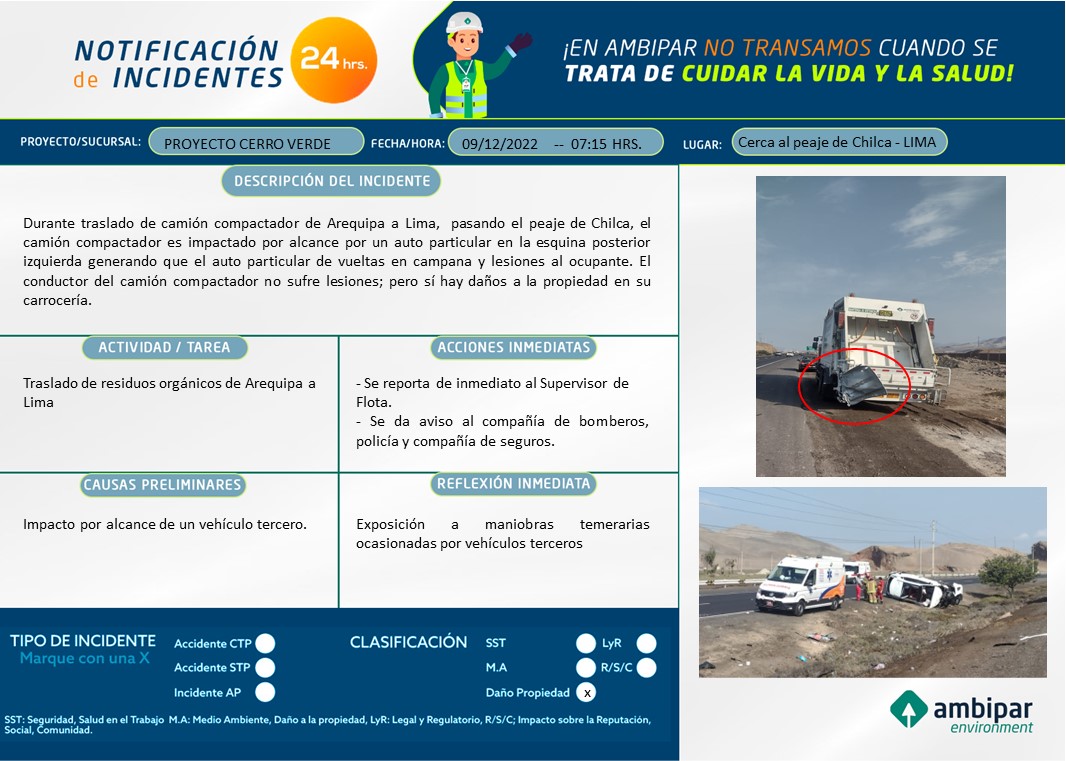 NOTIFICACIÓN
de INCIDENTES
24 hrs.
¡EN AMBIPAR NO TRANSAMOS CUANDO SE
TRATA DE CUIDAR LA VIDA Y LA SALUD!
PROYECTO/SUCURSAL: PROYECTO CERRO VERDE FECHA/HORA: 09/12/2022 -- 07:15 HRS. LUGAR: Cerca al peaje de Chilca - LIMA
DESCRIPCIÓN DEL INCIDENTE
Durante traslado de camión compactador de Arequipa a Lima, pasando el peaje de Chilca, el
camión compactador es impactado por alcance por un auto particular en la esquina posterior
izquierda generando que el auto particular de vueltas en campana y lesiones al ocupante. El
conductor del camión compactador no sufre lesiones; pero sí hay daños a la propiedad en su
carrocería.
ACTIVIDAD / TAREA
Traslado de residuos orgánicos de Arequipa a
Lima
ACCIONES INMEDIATAS
- Se reporta de inmediato al Supervisor de
Flota.
- Se da aviso al compañía de bomberos,
policía y compañía de seguros.
CAUSAS PRELIMINARES
Impacto por alcance de un vehículo tercero.
REFLEXIÓN INMEDIATA
Exposición a maniobras temerarias
ocasionadas por vehículos terceros
TIPO DE INCIDENTE
Marque con una X
Accidente CTP
Accidente STP
Incidente AP
CLASIFICACIÓN
SST LyR
M.A R/S/C
Daño Propiedad x
SST: Seguridad, Salud en el Trabajo M.A: Medio Ambiente, Daño a la propiedad, LyR: Legal y Regulatorio, R/S/C; Impacto sobre la Reputación,
Social, Comunidad.
ambipar
environment